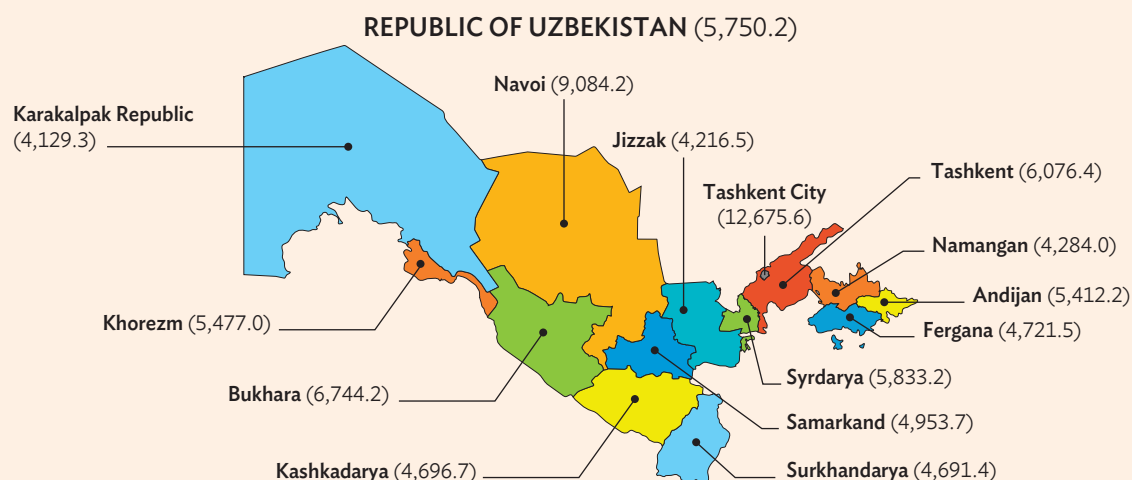 REPUBLIC OF UZBEKISTAN (5,750.2)
Navoi (9,084.2)
Karakalpak Republic
(4,129.3)
Jizzak (4,216.5)
Tashkent (6,076.4)
Tashkent City
(12,675.6)
Namangan (4,284.0)
Andijan (5,412.2)
Khorezm (5,477.0)
Fergana (4,721.5)
Syrdarya (5,833.2)
Bukhara (6,744.2)
Samarkand (4,953.7)
Kashkadarya (4,696.7)
Surkhandarya (4,691.4)